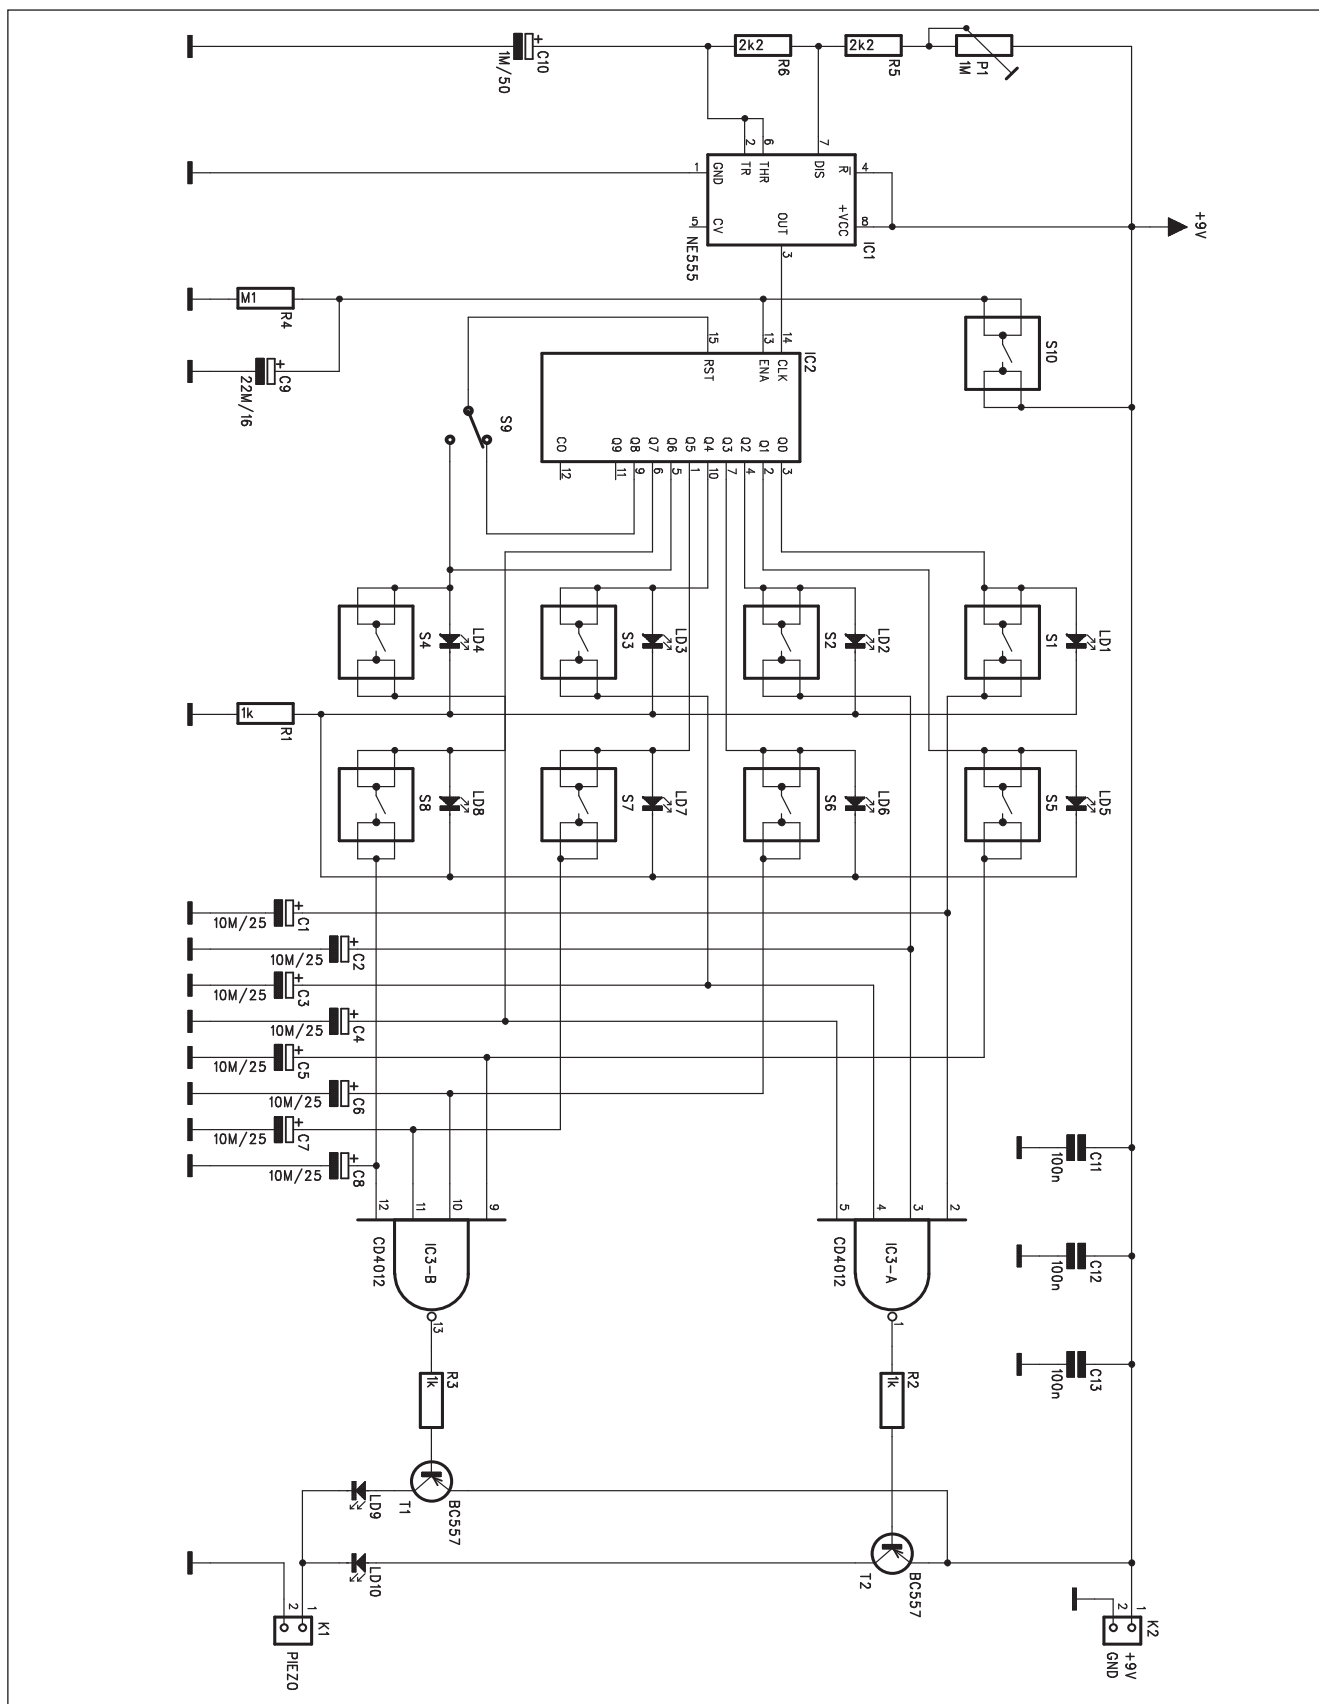 +9V
P1
1M
R5
2k2
R6
2k2
C10
+
1M/50
2
6
7
TR
THR
DIS
1
GND
R
4
+VCC
8
5
CV
OUT
3
IC1
NE555
R4
M1
C9
+
22M/16
S10
IC2
15
13
14
RST
ENA
CLK
CO
Q9
Q8
Q7
Q6
Q5
Q4
Q3
Q2
Q1
Q0
12
11
9
6
5
1
10
7
4
2
3
S9
LD1
S1
LD2
S2
LD3
S3
LD4
S4
R1
1k
LD5
S5
LD6
S6
LD7
S7
LD8
S8
C1
+
10M/25
C2
+
10M/25
C3
+
10M/25
C4
+
10M/25
C5
+
10M/25
C6
+
10M/25
C7
+
10M/25
C8
+
10M/25
C11
100n
C12
100n
C13
100n
2
3
4
5
IC3-A
CD4012
1
9
10
11
12
IC3-B
CD4012
13
R2
1k
R3
1k
BC557
T1
BC557
T2
LD9
LD10
K1
1
2
PIEZO
K2
1
2
+9V
GND